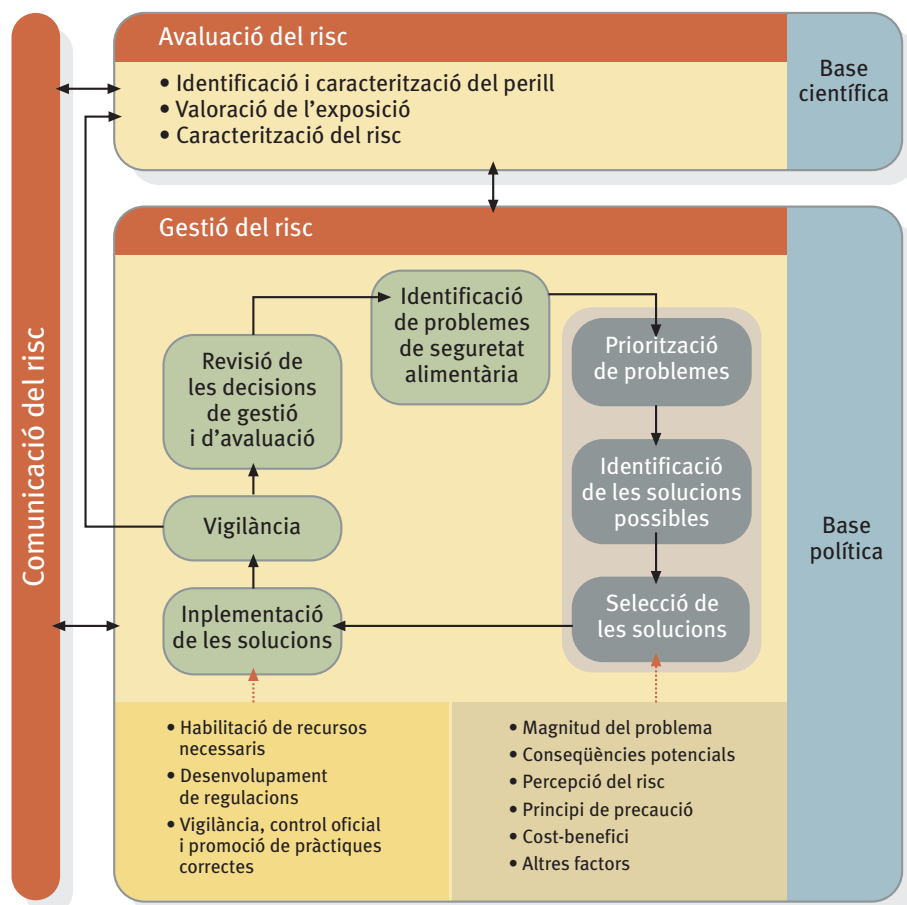 Comunicació del risc
Avaluació del risc
• Identificació i caracterització del perill
• Valoració de l'exposició
• Caracterització del risc
Base
científica
Gestió del risc
Identificació
de problemes
de seguretat
alimentària
Revisió de
les decisions
de gestió
i d'avaluació
Vigilància
Inplementació
de les solucions
Priorització
de problemes
Identificació
de les solucions
possibles
Selecció de
les solucions
Base
política
• Habilitació de recursos
necessaris
• Desenvolupament
de regulacions
• Vigilància, control oficial
i promoció de pràctiques
correctes
• Magnitud del problema
• Conseqüències potencials
• Percepció del risc
• Principi de precaució
• Cost-benefici
• Altres factors